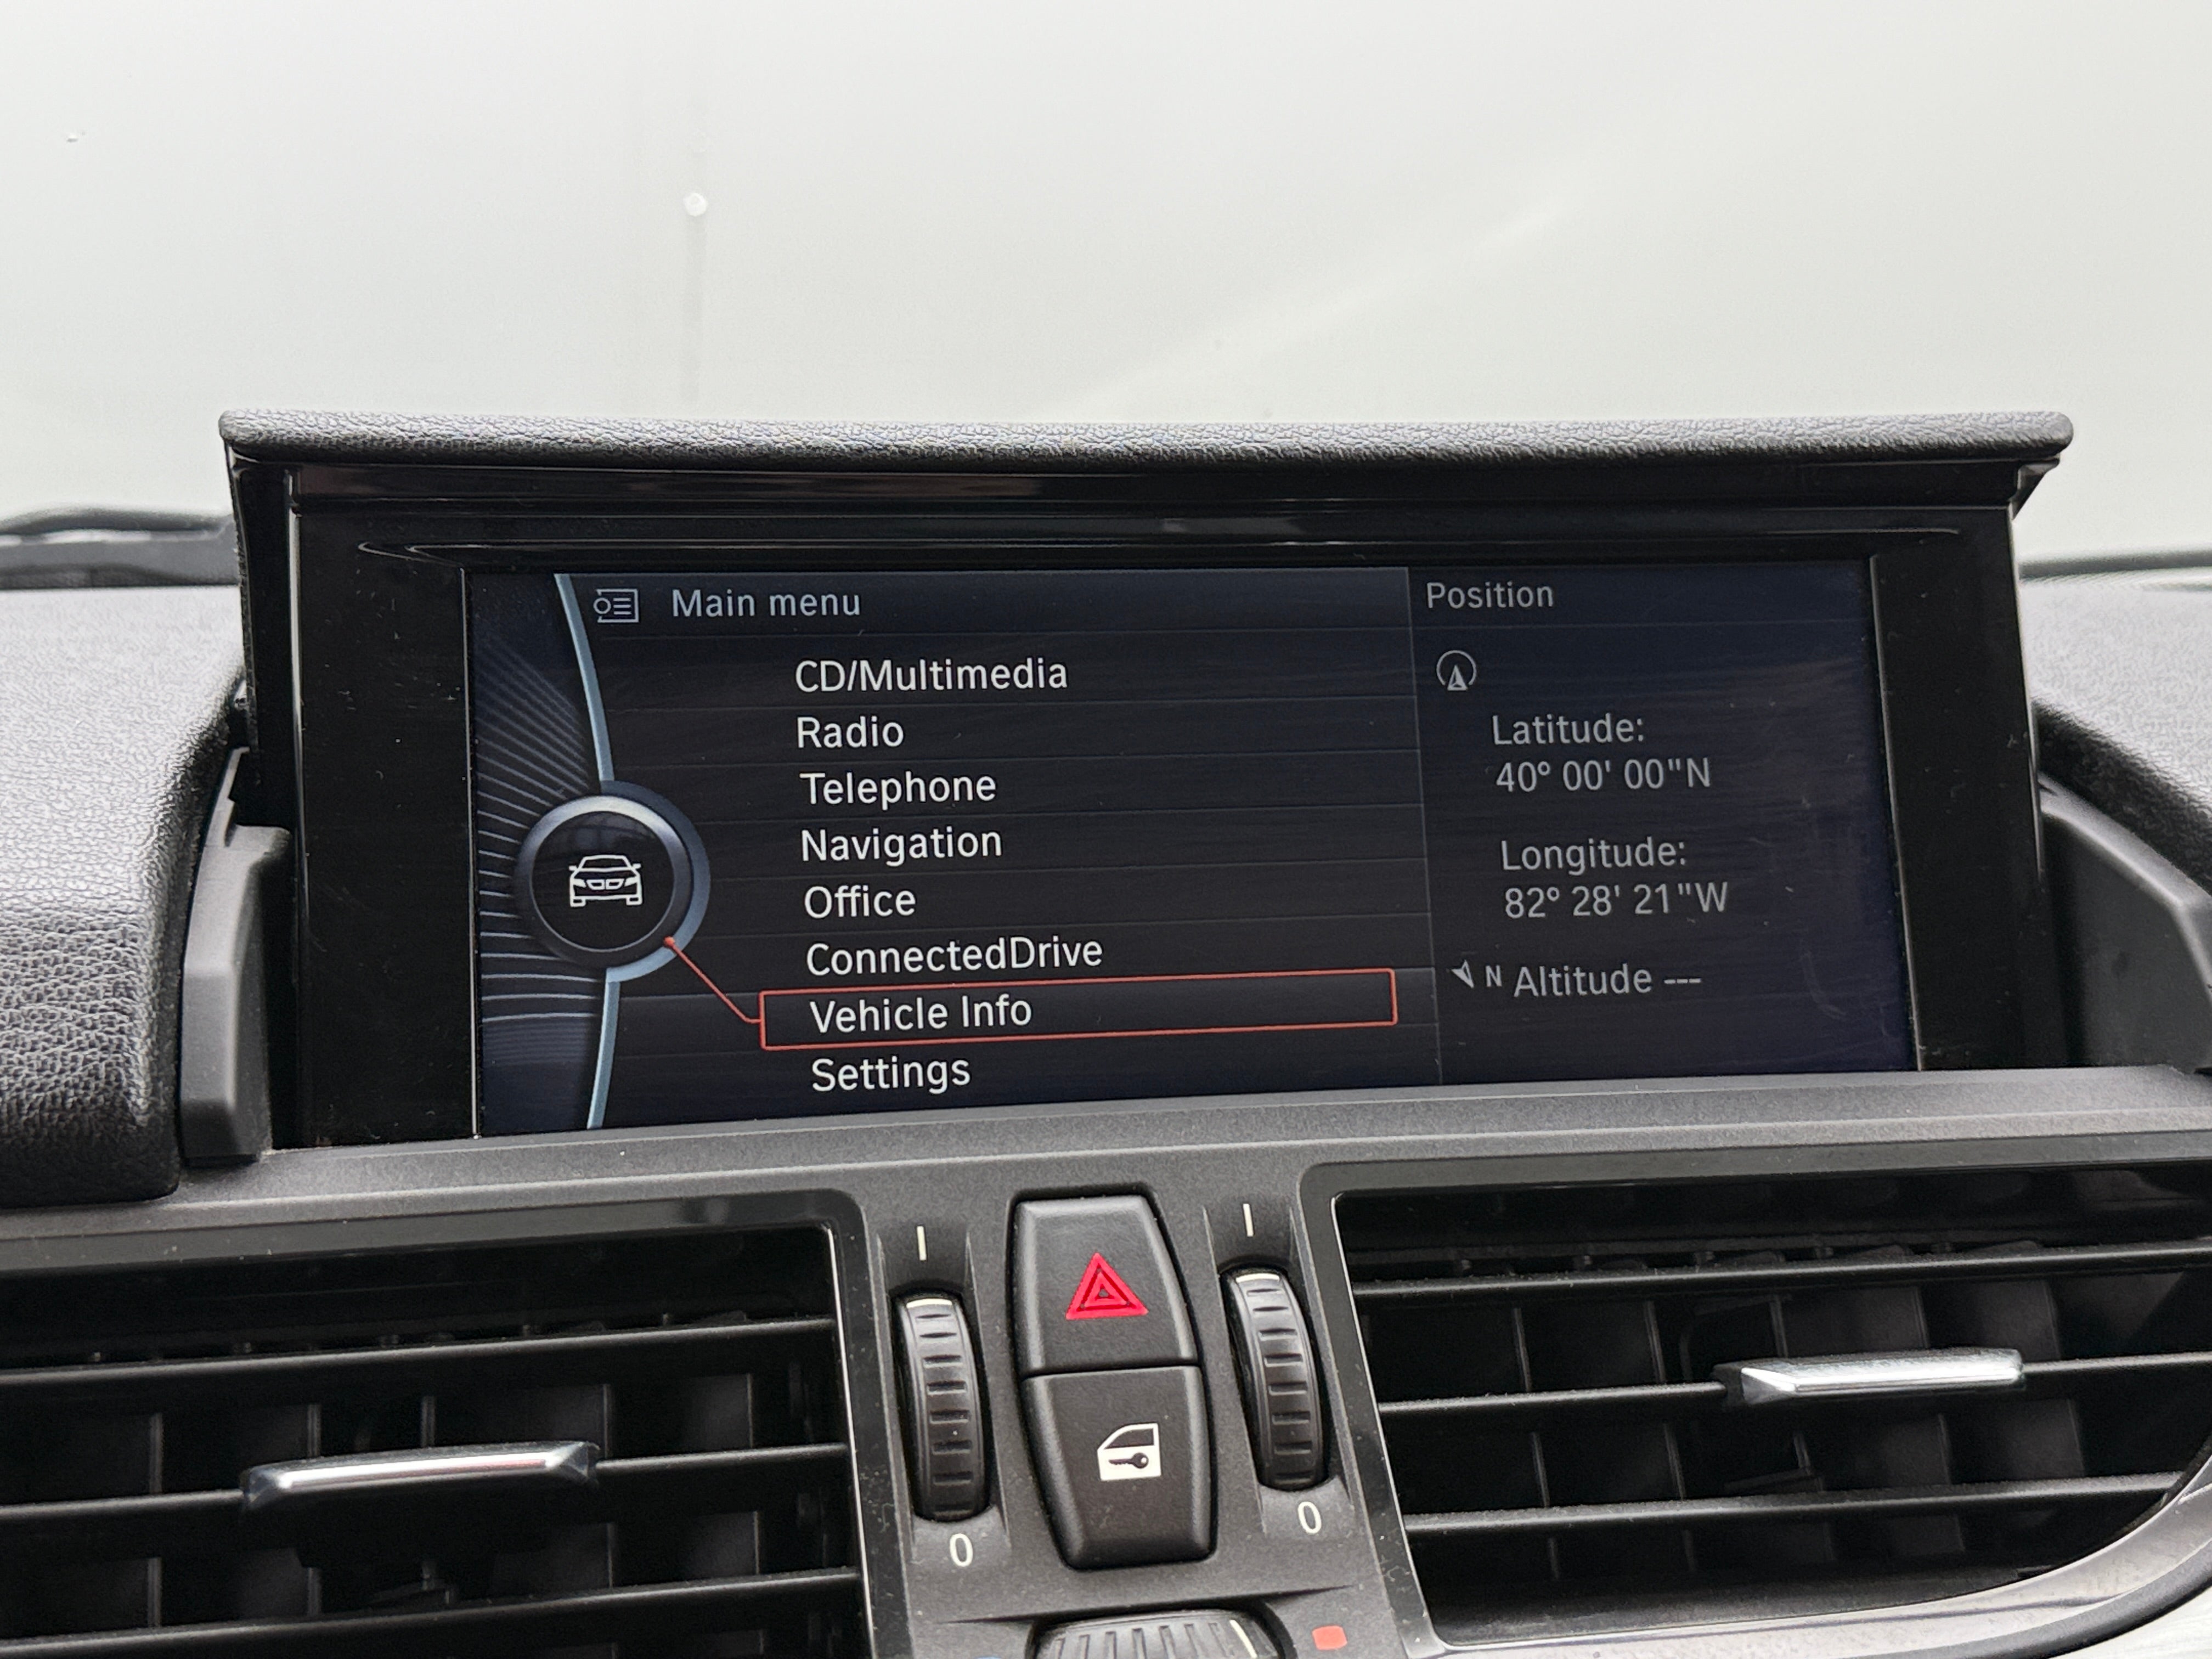 Main menu
CD/Multimedia
Radio
Telephone
Navigation
Office
ConnectedDrive
Vehicle Info
Settings
Position
Latitude:
40° 00' 00"N
Longitude:
82° 28' 21"W
N Altitude ---
I
I
0
0